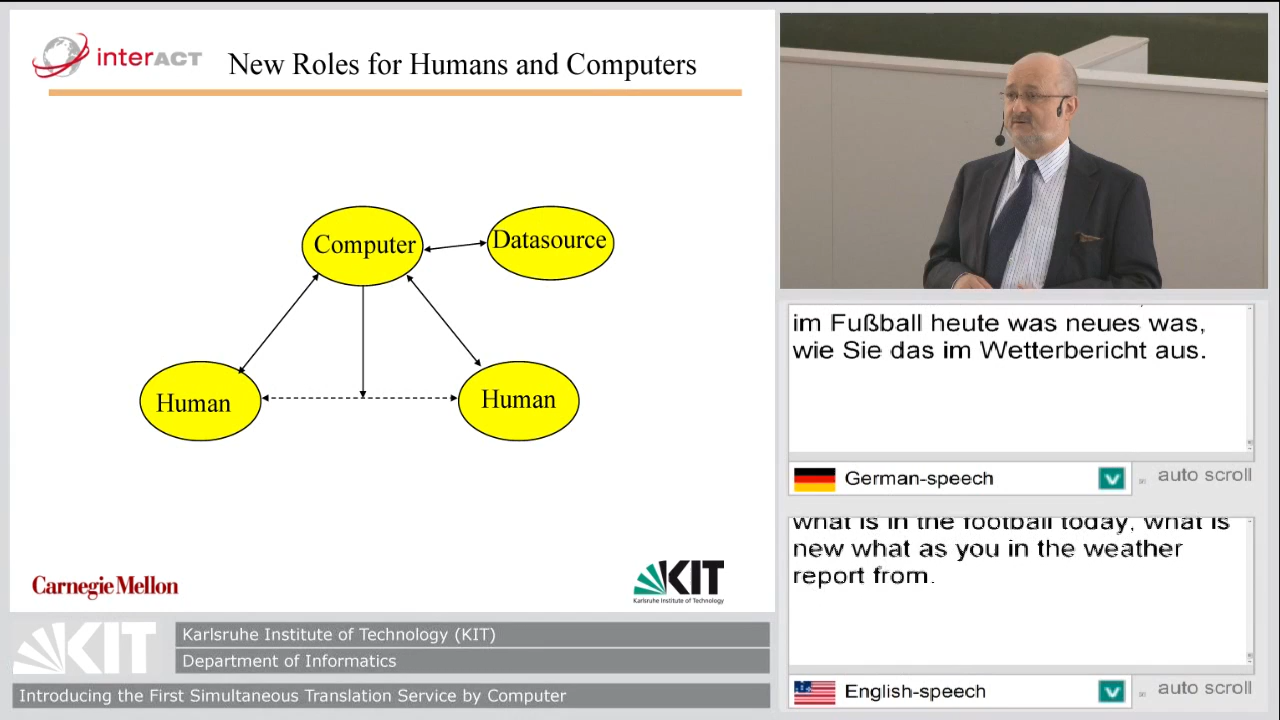 interACT
New Roles for Humans and Computers
Computer
Datasource
Human
Human
Carnegie Mellon
KIT
Karlsruhe Institute of Technology
KIT
Karlsruhe Institute of Technology (KIT)
Department of Informatics
Introducing the First Simultaneous Translation Service by Computer
im Fußball heute was neues was,
wie Sie das im Wetterbericht aus.
German-speech
auto scroll
what is in the football today, what is
new what as you in the weather
report from.
English-speech
auto scroll